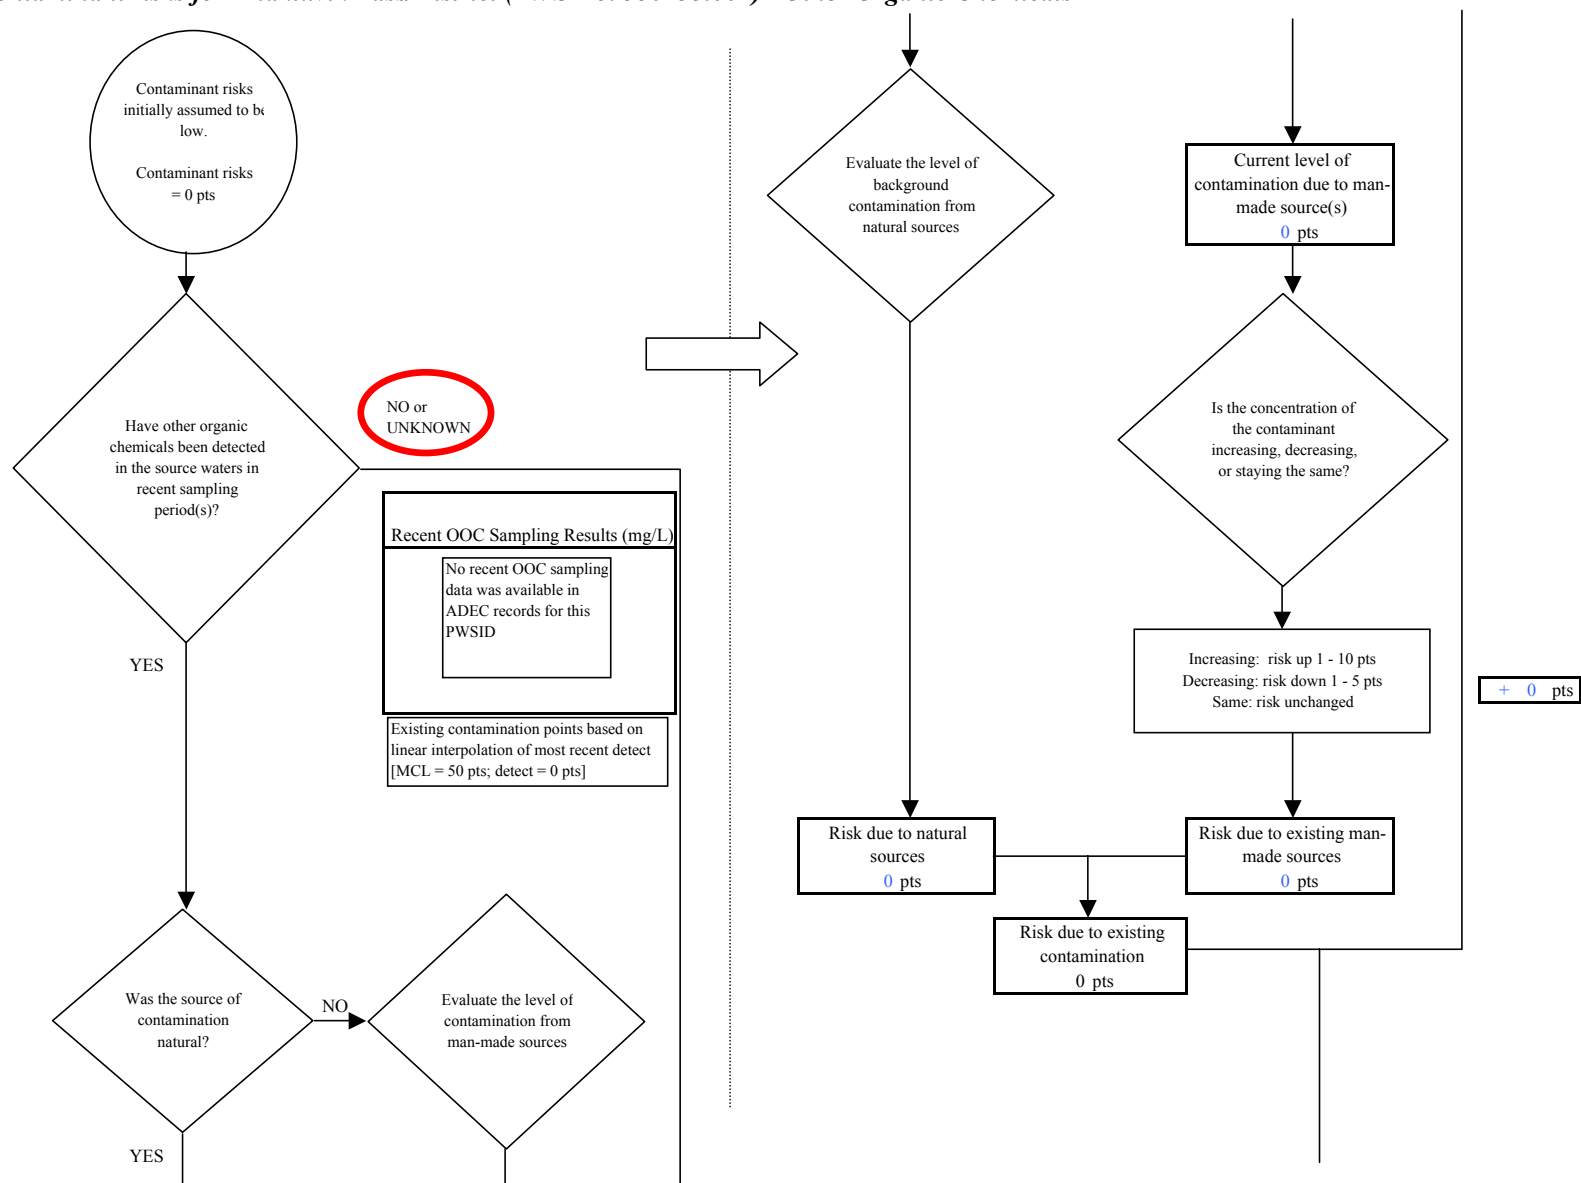 Contaminant risks
initially assumed to be
low.
Contaminant risks
= 0 pts
Have other organic
chemicals been detected
in the source waters in
recent sampling
period(s)?
NO or
UNKNOWN
Recent OOC Sampling Results (mg/L)
No recent OOC sampling
data was available in
ADEC records for this
PWSID
Existing contamination points based on
linear interpolation of most recent detect
[MCL = 50 pts; detect = 0 pts]
YES
Was the source of
contamination
natural?
NO
Evaluate the level of
contamination from
man-made sources
YES
Evaluate the level of
background
contamination from
natural sources
Current level of
contamination due to man-
made source(s)
0 pts
Is the concentration of
the contaminant
increasing, decreasing,
or staying the same?
Increasing: risk up 1 - 10 pts
Decreasing: risk down 1 - 5 pts
Same: risk unchanged
+ 0 pts
Risk due to natural
sources
0 pts
Risk due to existing man-
made sources
0 pts
Risk due to existing
contamination
0 pts